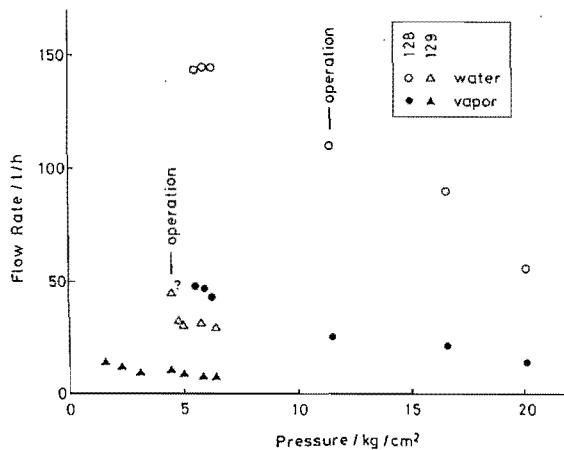 128
129
water
vapor
operation
operation
?
150
100
50
0
0
5
10
15
20
Flow Rate / t/h
Pressure / kg/cm²